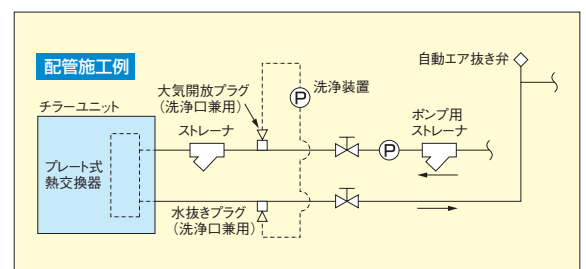 配管施工例
自動エア抜き弁
大気開放プラグ
（洗浄口兼用）
洗浄装置
P
チラーユニット
ストレーナ
ポンプ用
ストレーナ
P
プレート式
熱交換器
水抜きプラグ
（洗浄口兼用）